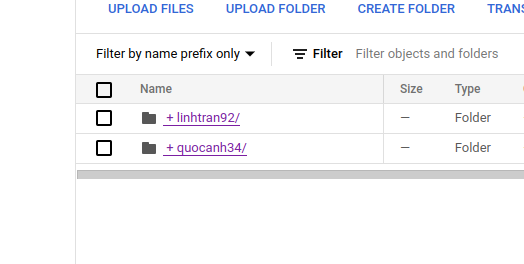 UPLOAD FILES UPLOAD FOLDER CREATE FOLDER TRANS
Filter by name prefix only Filter Filter objects and folders
Name Size Type
+ linhtran92/ — Folder
+ quocanh34/ — Folder